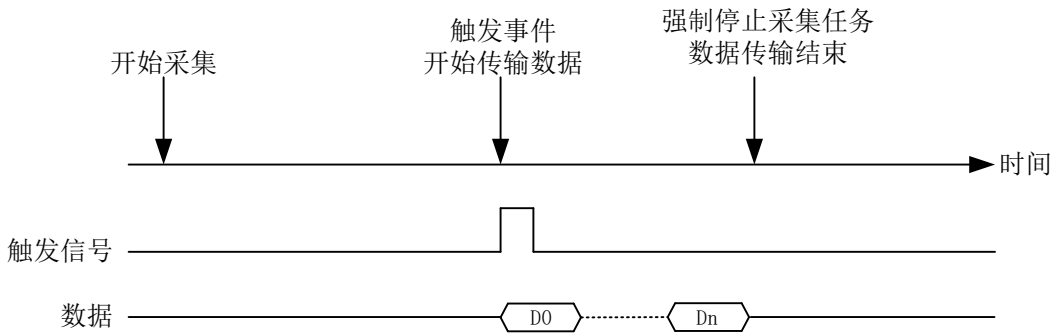 开始采集
触发事件
开始传输数据
强制停止采集任务
数据传输结束
时间
触发信号
数据
D0
Dn